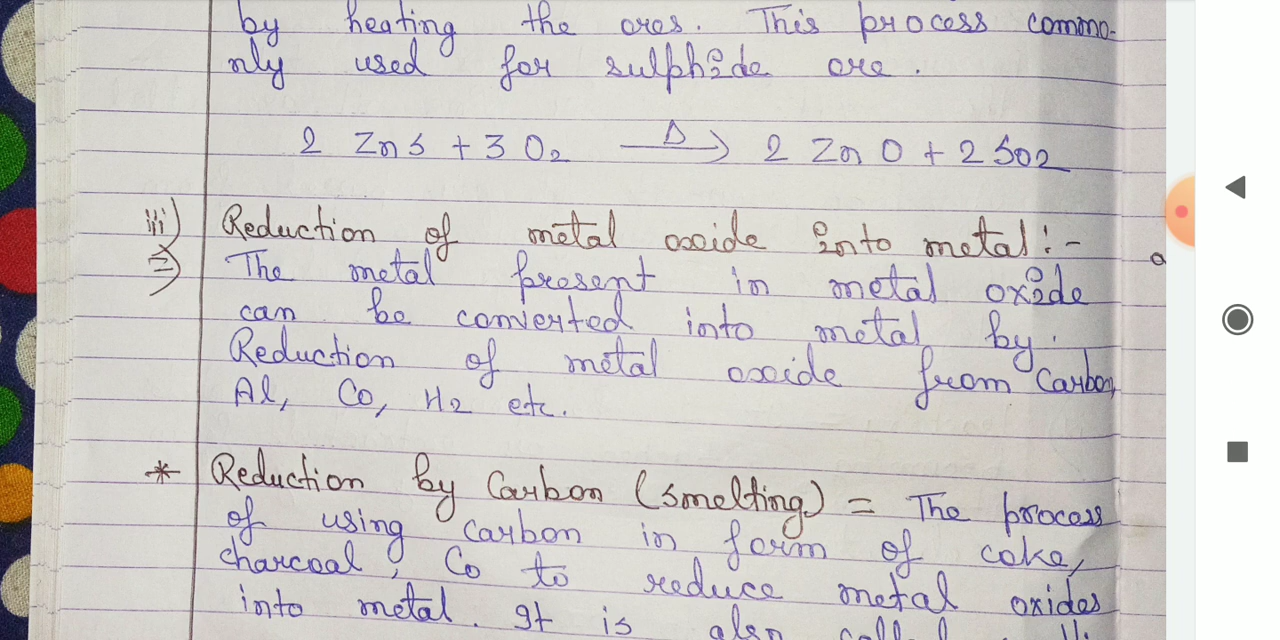 by heating the ores. This process commo-
nly used for sulphide ore.
2 ZnS + 3 O2 —Δ→ 2 ZnO + 2 SO2
iii) Reduction of metal oxide into metal :-
⇒ The metal present in metal oxide
can be converted into metal by.
Reduction of metal oxide from Carbon,
Al, Co, H2 etc.
* Reduction by Carbon (smelting) = The process
of using carbon in form of coke,
charcoal, Co to reduce metal oxides
into metal. It is also